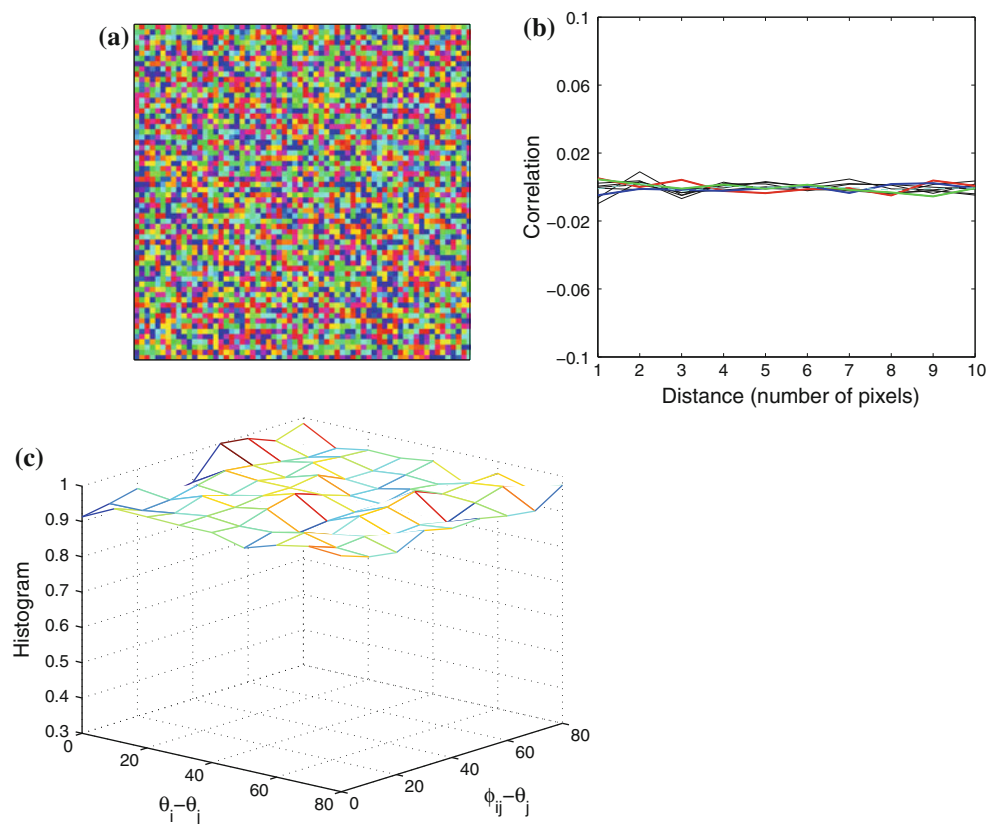 (a)
(b)
0.1
0.06
0.02
−0.02
−0.06
−0.1
Correlation
1 2 3 4 5 6 7 8 9 10
Distance (number of pixels)
(c)
1
0.9
0.8
0.7
0.6
0.5
0.4
0.3
Histogram
0 20 40 60 80
θi−θj
0 20 40 60 80
ϕij−θj